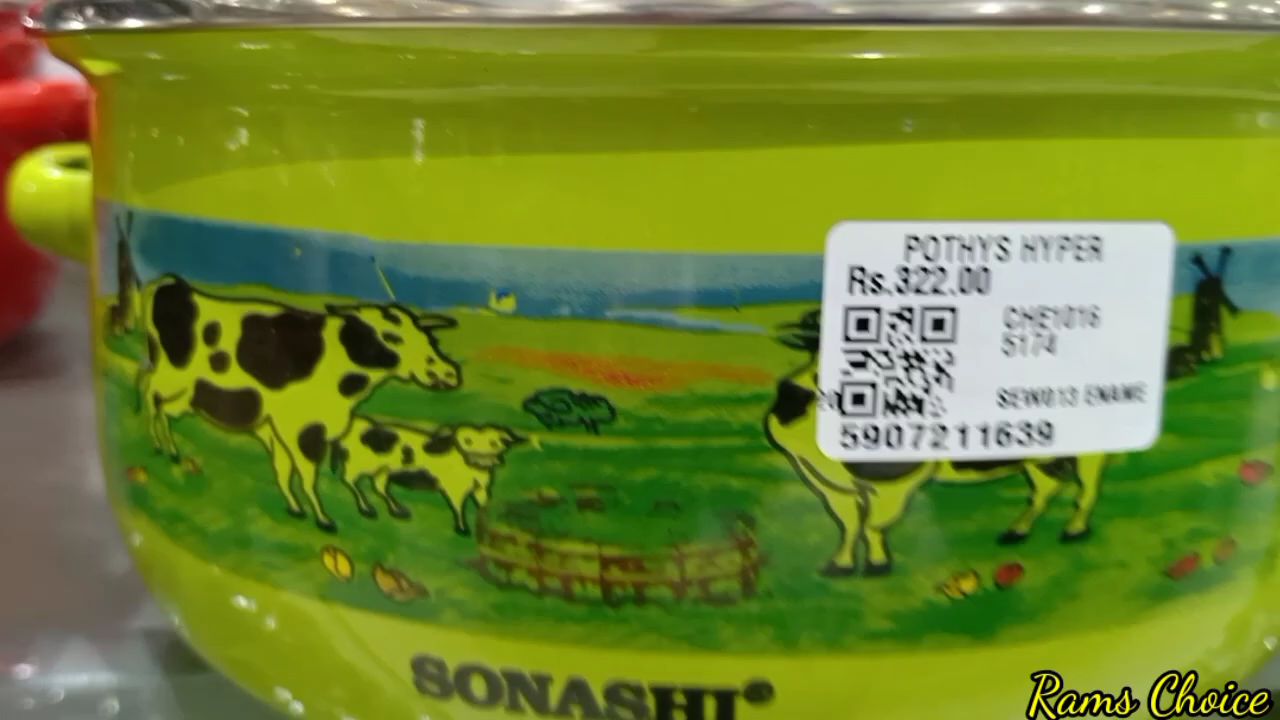 POTHYS HYPER
Rs.322.00
CHE1016
5174
SEW013 ENAME
5907211639
SONASHI®
Rams Choice